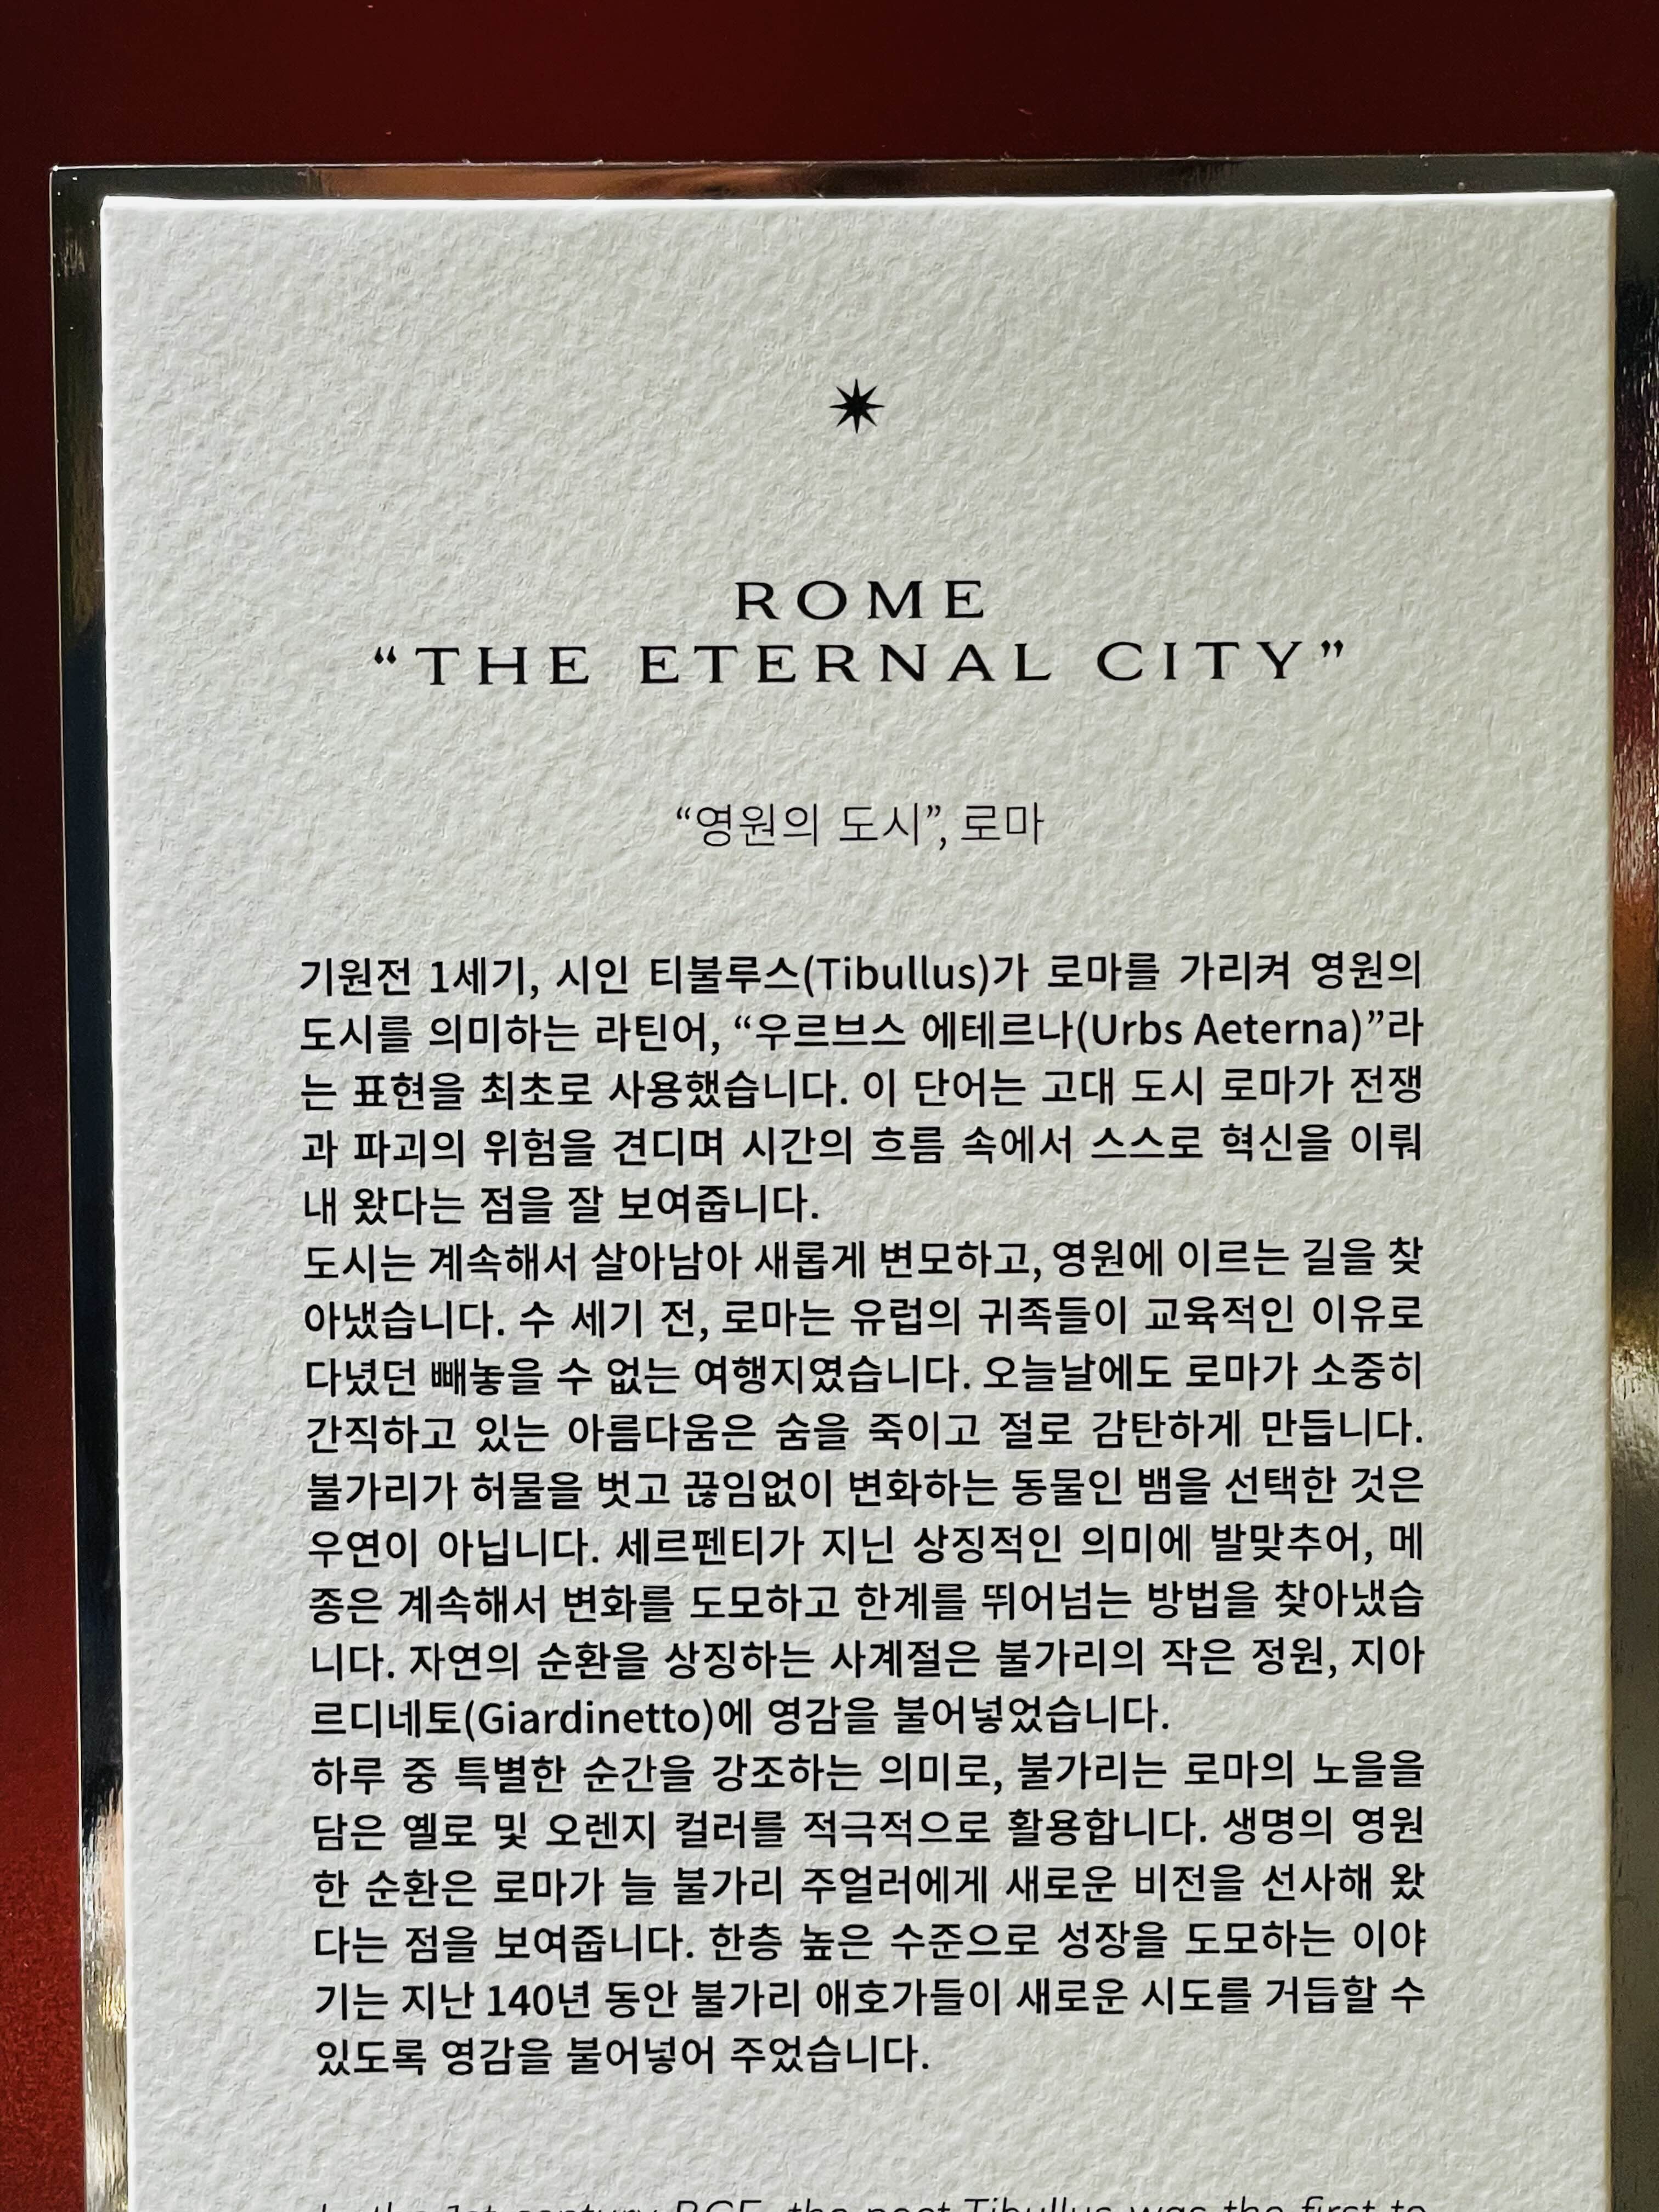 ROME
“THE ETERNAL CITY”
“영원의 도시”, 로마
기원전 1세기, 시인 티불루스(Tibullus)가 로마를 가리켜 영원의
도시를 의미하는 라틴어, “우르브스 에테르나(Urbs Aeterna)”라
는 표현을 최초로 사용했습니다. 이 단어는 고대 도시 로마가 전쟁
과 파괴의 위험을 견디며 시간의 흐름 속에서 스스로 혁신을 이뤄
내 왔다는 점을 잘 보여줍니다.
도시는 계속해서 살아남아 새롭게 변모하고, 영원에 이르는 길을 찾
아냈습니다. 수 세기 전, 로마는 유럽의 귀족들이 교육적인 이유로
다녔던 빼놓을 수 없는 여행지였습니다. 오늘날에도 로마가 소중히
간직하고 있는 아름다움은 숨을 죽이고 절로 감탄하게 만듭니다.
불가리가 허물을 벗고 끊임없이 변화하는 동물인 뱀을 선택한 것은
우연이 아닙니다. 세르펜티가 지닌 상징적인 의미에 발맞추어, 메
종은 계속해서 변화를 도모하고 한계를 뛰어넘는 방법을 찾아냈습
니다. 자연의 순환을 상징하는 사계절은 불가리의 작은 정원, 지아
르디네토(Giardinetto)에 영감을 불어넣었습니다.
하루 중 특별한 순간을 강조하는 의미로, 불가리는 로마의 노을을
담은 옐로 및 오렌지 컬러를 적극적으로 활용합니다. 생명의 영원
한 순환은 로마가 늘 불가리 주얼러에게 새로운 비전을 선사해 왔
다는 점을 보여줍니다. 한층 높은 수준으로 성장을 도모하는 이야
기는 지난 140년 동안 불가리 애호가들이 새로운 시도를 거듭할 수
있도록 영감을 불어넣어 주었습니다.
In the 1st century BCE, the poet Tibullus was the first to